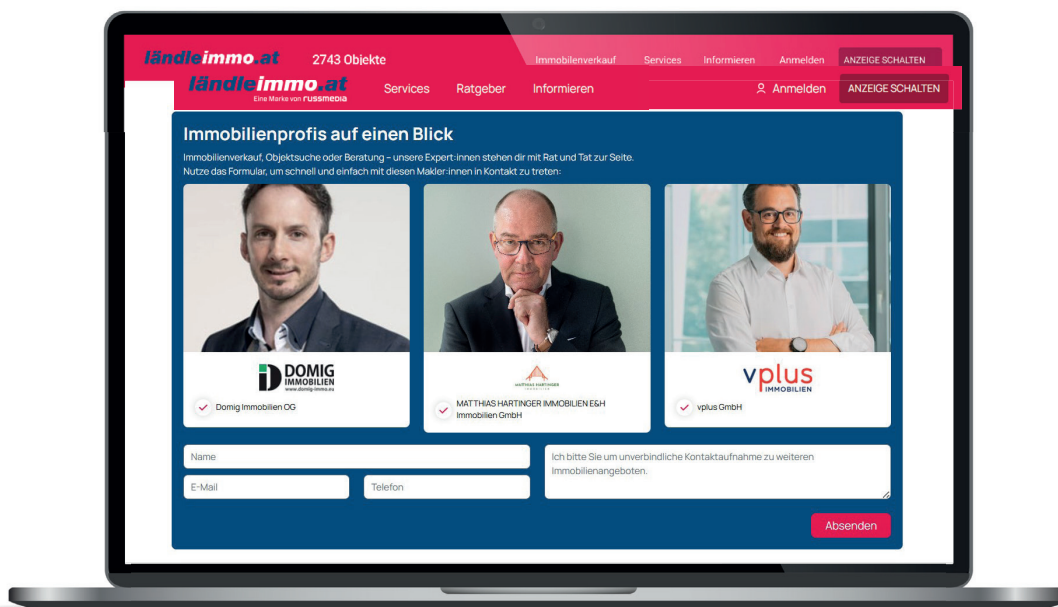 ländleimmo.at 2743 Objekte Immobilenverkauf Services Informieren Anmelden ANZEIGE SCHALTEN
ländleimmo.at Services Ratgeber Informieren Anmelden ANZEIGE SCHALTEN
Eine Marke von russmedia
Immobilienprofis auf einen Blick
Immobilienverkauf, Objektsuche oder Beratung – unsere Expert:innen stehen dir mit Rat und Tat zur Seite.
Nutze das Formular, um schnell und einfach mit diesen Makler:innen in Kontakt zu treten:
iD DOMIG
IMMOBILIEN
www.domig-immo.eu
Domig Immobilien OG
MATTHIAS HARTINGER
IMMOBILIEN
MATTHIAS HARTINGER IMMOBILIEN E&H
Immobilien GmbH
vplus
IMMOBILIEN
vplus GmbH
Name
E-Mail
Telefon
Ich bitte Sie um unverbindliche Kontaktaufnahme zu weiteren
Immobilienangeboten.
Absenden